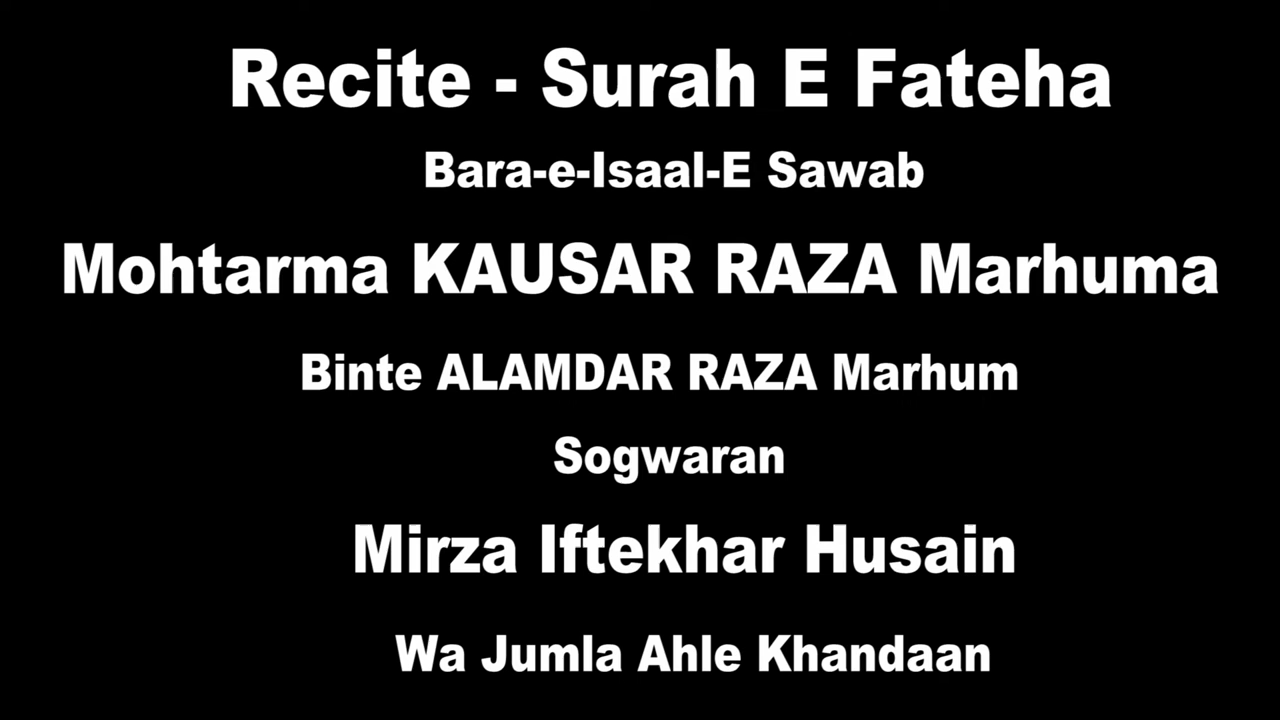 Recite - Surah E Fateha
Bara-e-Isaal-E Sawab
Mohtarma KAUSAR RAZA Marhuma
Binte ALAMDAR RAZA Marhum
Sogwaran
Mirza Iftekhar Husain
Wa Jumla Ahle Khandaan